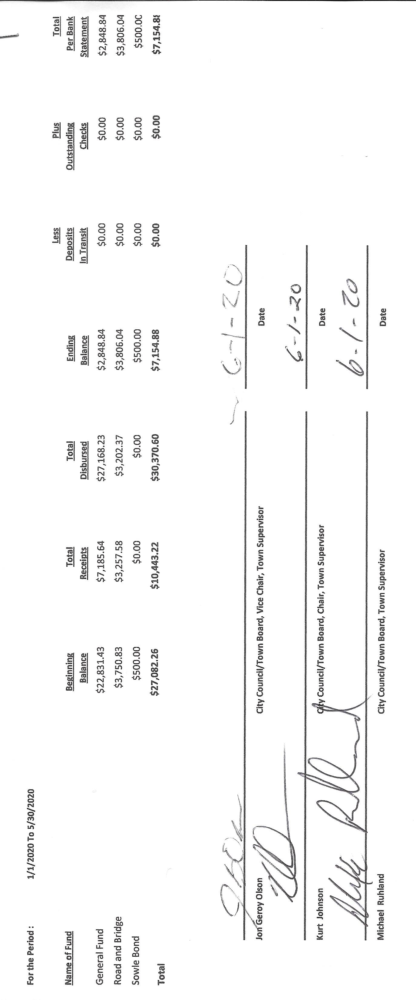 For the Period : 1/1/2020 To 5/30/2020
Name of Fund Beginning Balance Total Receipts Total Disbursed Ending Balance Less Deposits In Transit Plus Outstanding Checks Total Per Bank Statement
General Fund $22,831.43 $7,185.64 $27,168.23 $2,848.84 $0.00 $0.00 $2,848.84
Road and Bridge $3,750.83 $3,257.58 $3,202.37 $3,806.04 $0.00 $0.00 $3,806.04
Sowle Bond $500.00 $0.00 $0.00 $500.00 $0.00 $0.00 $500.00
Total $27,082.26 $10,443.22 $30,370.60 $7,154.88 $0.00 $0.00 $7,154.88
6-1-20
Jon Geroy Olson City Council/Town Board, Vice Chair, Town Supervisor Date
6-1-20
Kurt Johnson City Council/Town Board, Chair, Town Supervisor Date
Myke Ruhland 6-1-20
Michael Ruhland City Council/Town Board, Town Supervisor Date